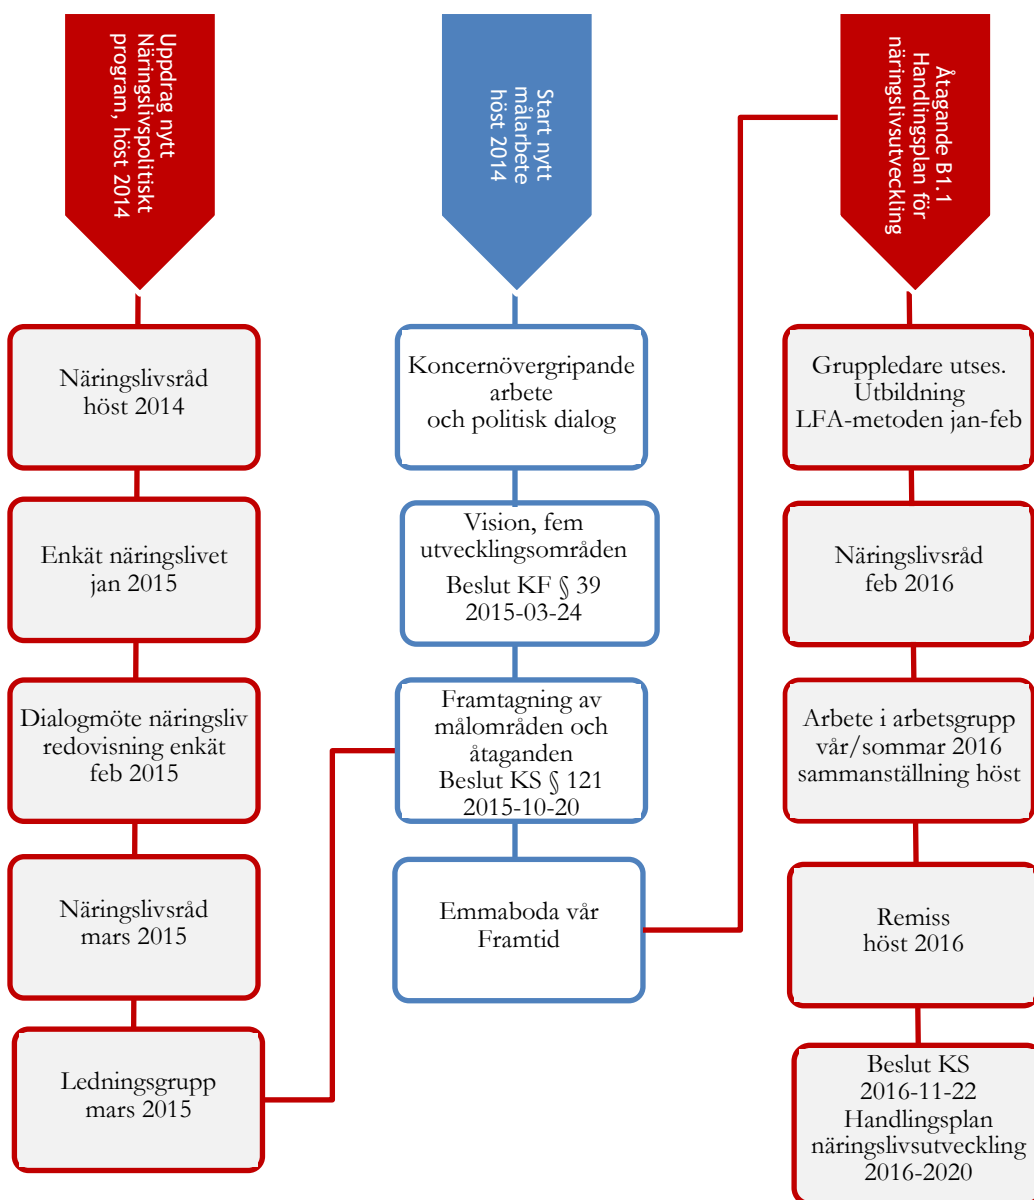 Uppdrag nytt
Näringslivspolitiskt
program, höst 2014
Näringslivsråd
höst 2014
Enkät näringslivet
jan 2015
Dialogmöte näringsliv
redovisning enkät
feb 2015
Näringslivsråd
mars 2015
Ledningsgrupp
mars 2015
Start nytt
målarbete
höst 2014
Koncernövergripande
arbete
och politisk dialog
Vision, fem
utvecklingsområden
Beslut KF § 39
2015-03-24
Framtagning av
målområden och
åtaganden
Beslut KS § 121
2015-10-20
Emmaboda vår
Framtid
Åtagande B1.1
Handlingsplan för
näringslivsutveckling
Gruppledare utses.
Utbildning
LFA-metoden jan-feb
Näringslivsråd
feb 2016
Arbete i arbetsgrupp
vår/sommar 2016
sammanställning höst
Remiss
höst 2016
Beslut KS
2016-11-22
Handlingsplan
näringslivsutveckling
2016-2020